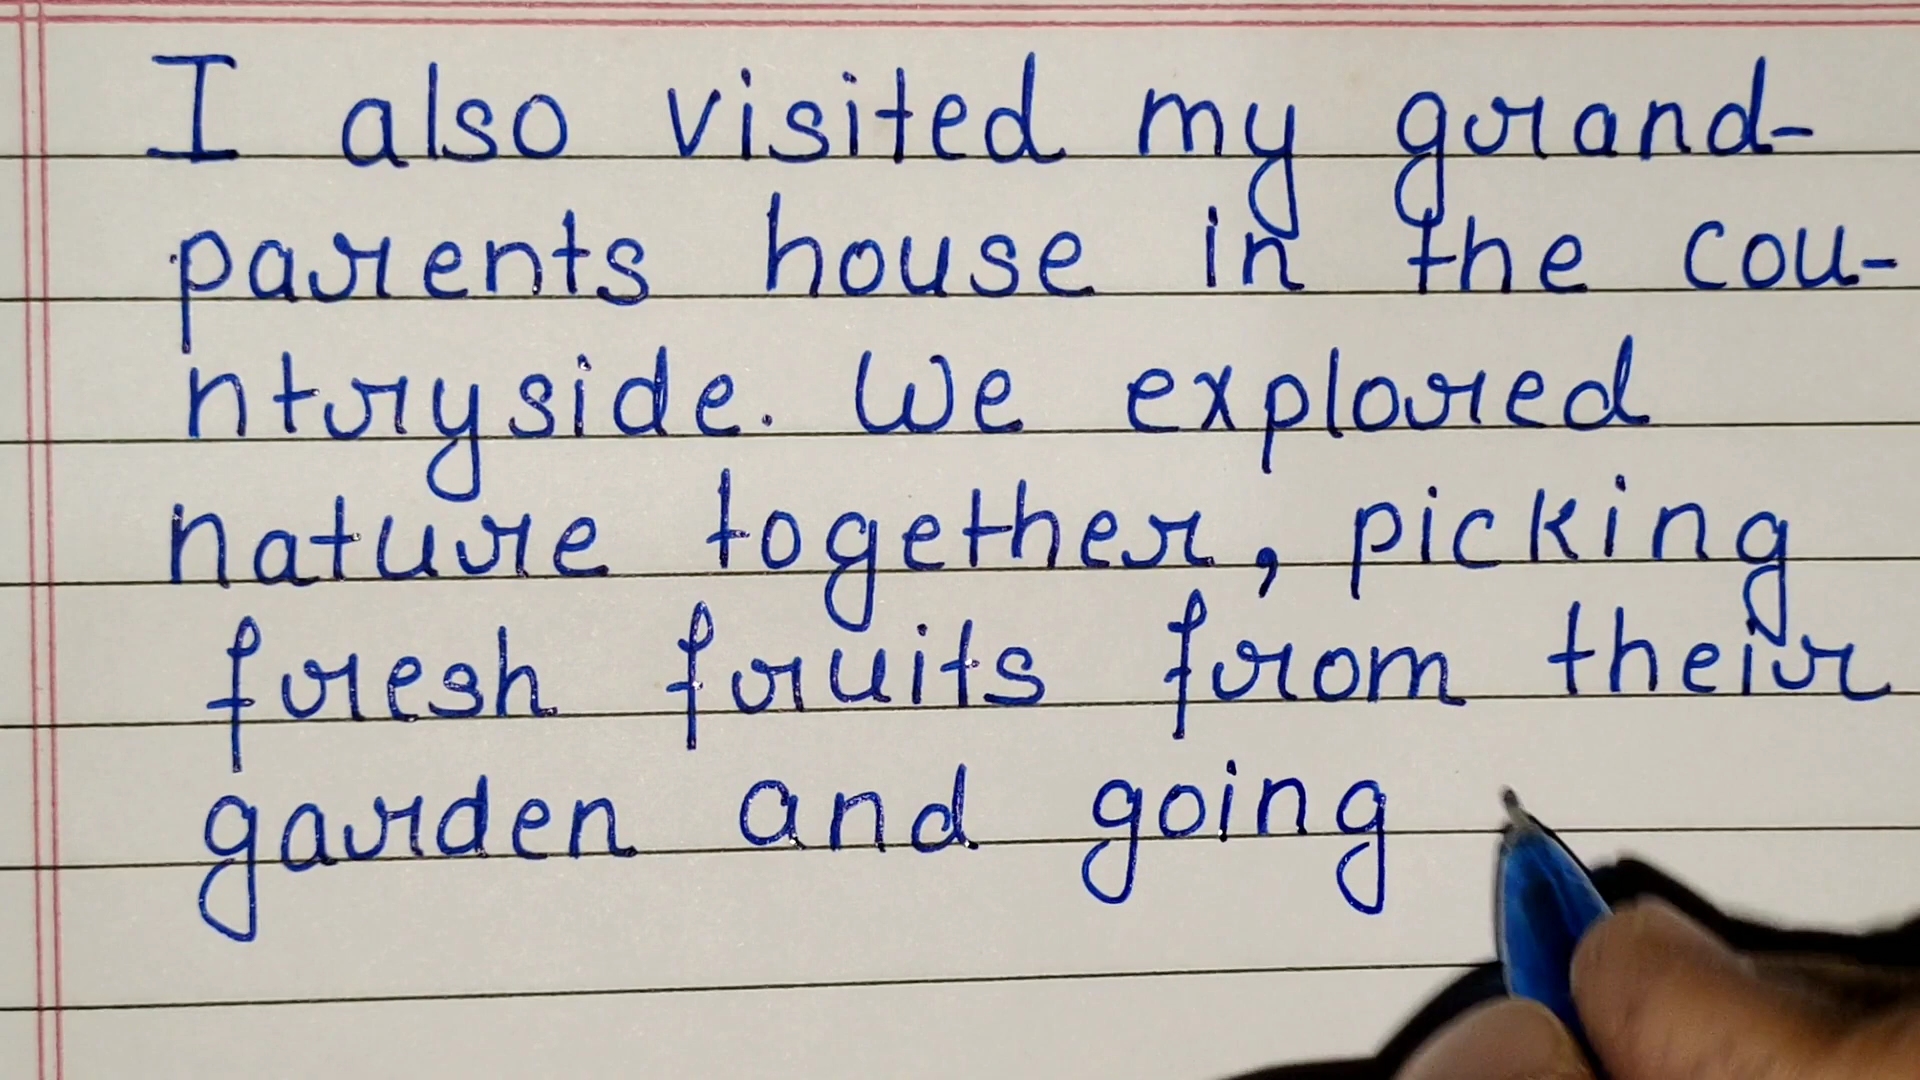 I also visited my grand-
parents house in the cou-
ntryside. We explored
nature together, picking
fresh fruits from their
garden and going